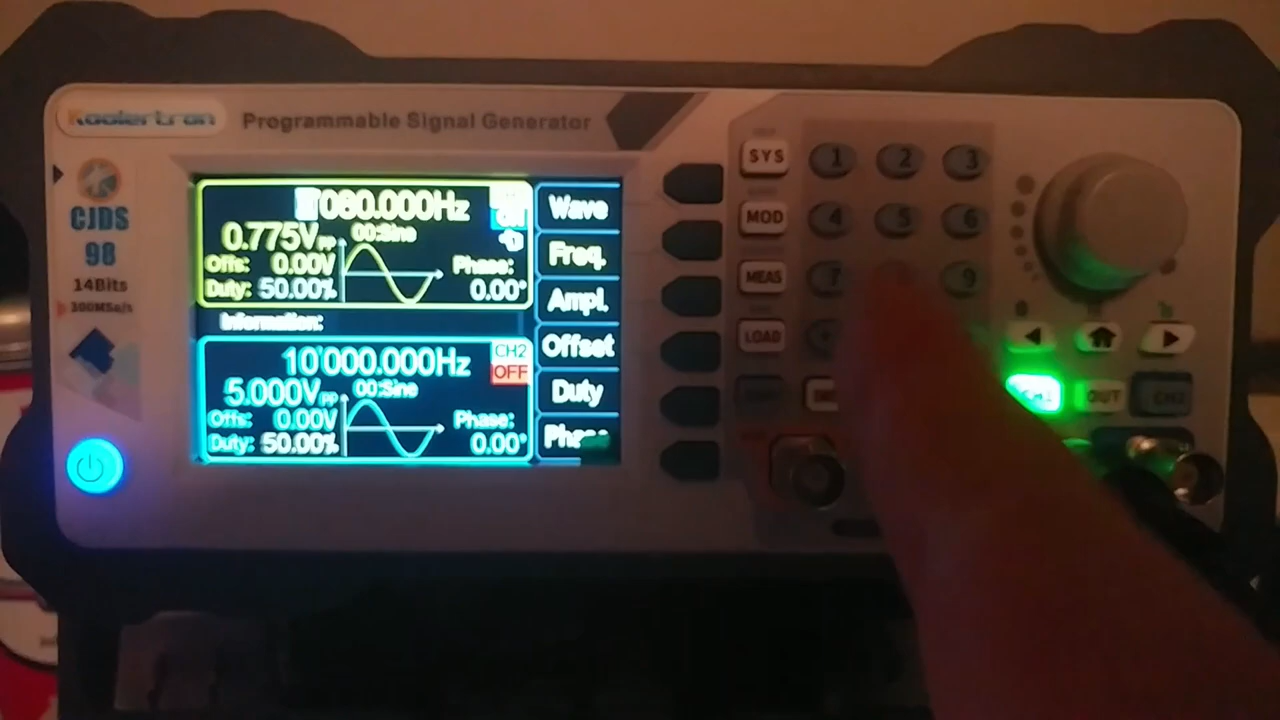 Koolertron
Programmable Signal Generator
CJDS
98
14Bits
300MSa/s
080.000Hz
0.775Vpp
00:Sine
Offs: 0.00V
Phase:
Duty: 50.00%
0.00°
Information:
10'000.000Hz
CH2
OFF
5.000Vpp
00:Sine
Offs: 0.00V
Phase:
Duty: 50.00%
0.00°
Wave
Freq.
Ampl.
Offset
Duty
SYS
1
2
3
MOD
4
5
6
MEAS
7
9
LOAD
CH1
OUT
CH2